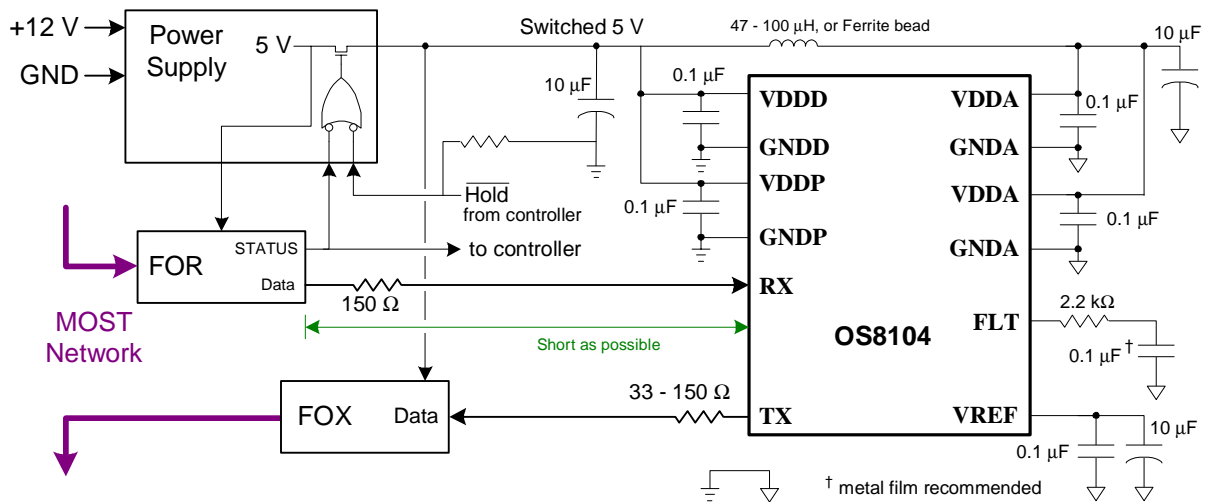 +12 V
GND
Power
Supply
5 V
Switched 5 V
47 - 100 μH, or Ferrite bead
10 μF
10 μF
0.1 μF
VDDD
GNDD
VDDP
GNDP
0.1 μF
VDDA
GNDA
0.1 μF
VDDA
GNDA
0.1 μF
Hold
from controller
STATUS
to controller
FOR
Data
150 Ω
RX
MOST
Network
Short as possible
OS8104
FLT
2.2 kΩ
0.1 μF †
FOX
Data
33 - 150 Ω
TX
VREF
0.1 μF
10 μF
† metal film recommended